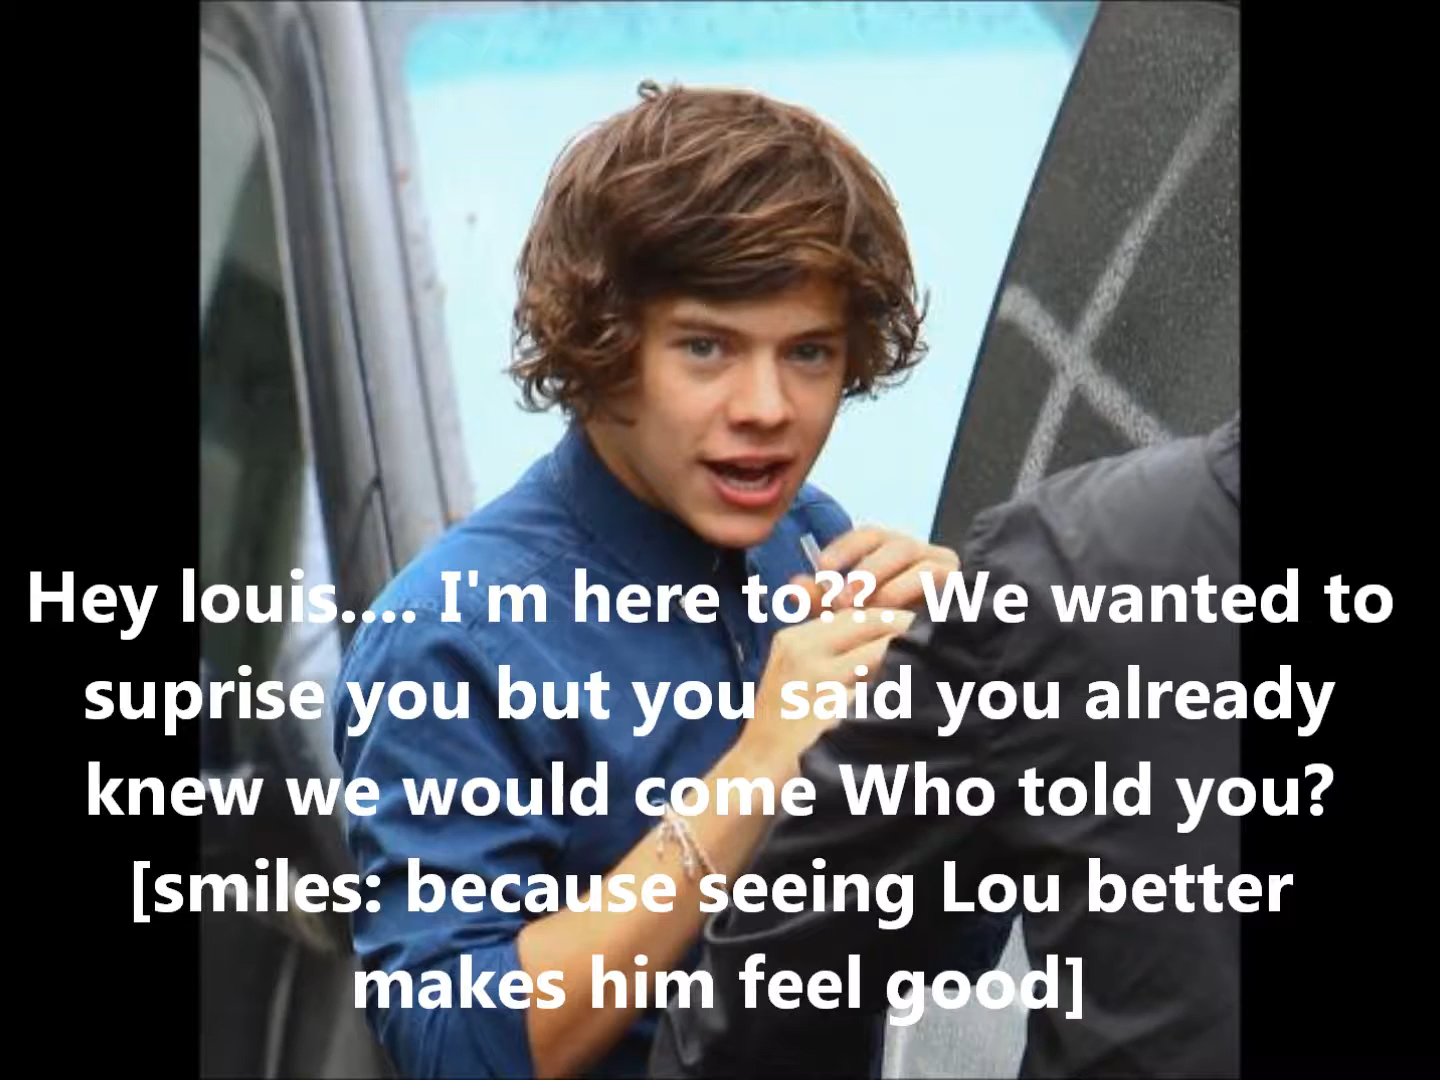 Hey louis.... I'm here to??. We wanted to
suprise you but you said you already
knew we would come Who told you?
[smiles: because seeing Lou better
makes him feel good]